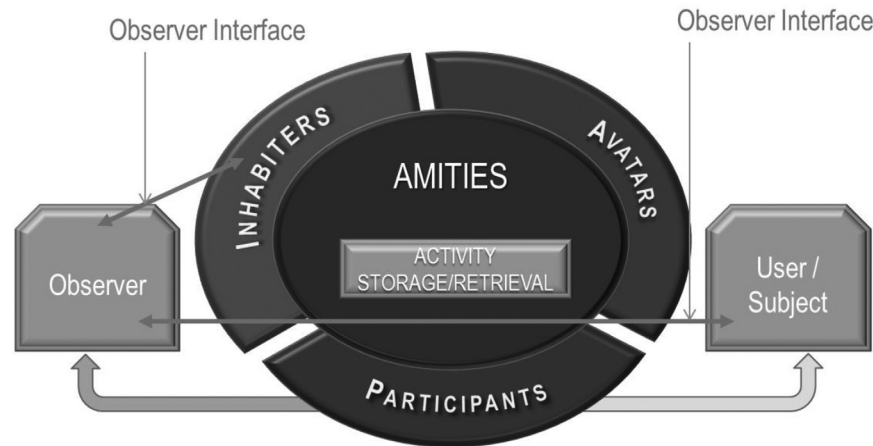 Observer Interface
Observer Interface
INHABITERS
AVATARS
AMITIES
ACTIVITY
STORAGE/RETRIEVAL
Observer
User /
Subject
PARTICIPANTS